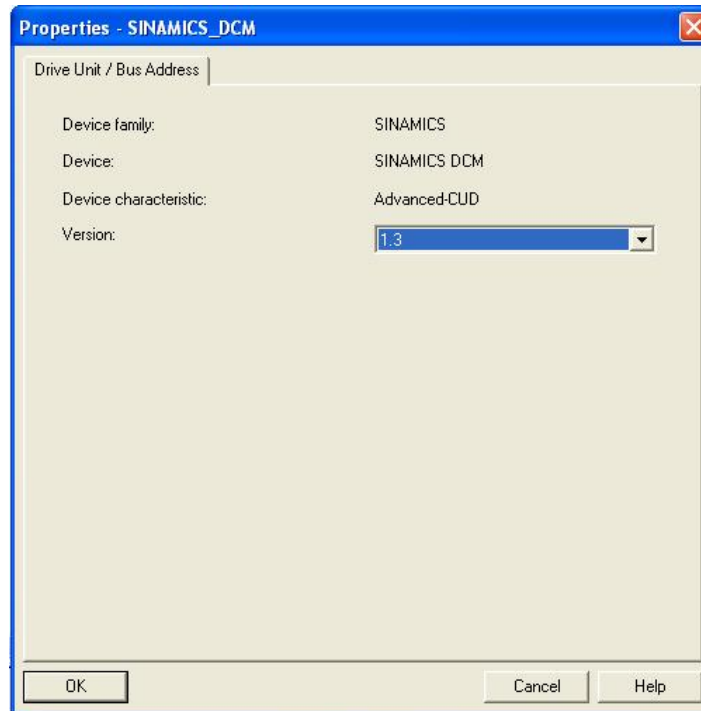 Properties - SINAMICS_DCM
Drive Unit / Bus Address
Device family: SINAMICS
Device: SINAMICS DCM
Device characteristic: Advanced-CUD
Version: 1.3
OK Cancel Help